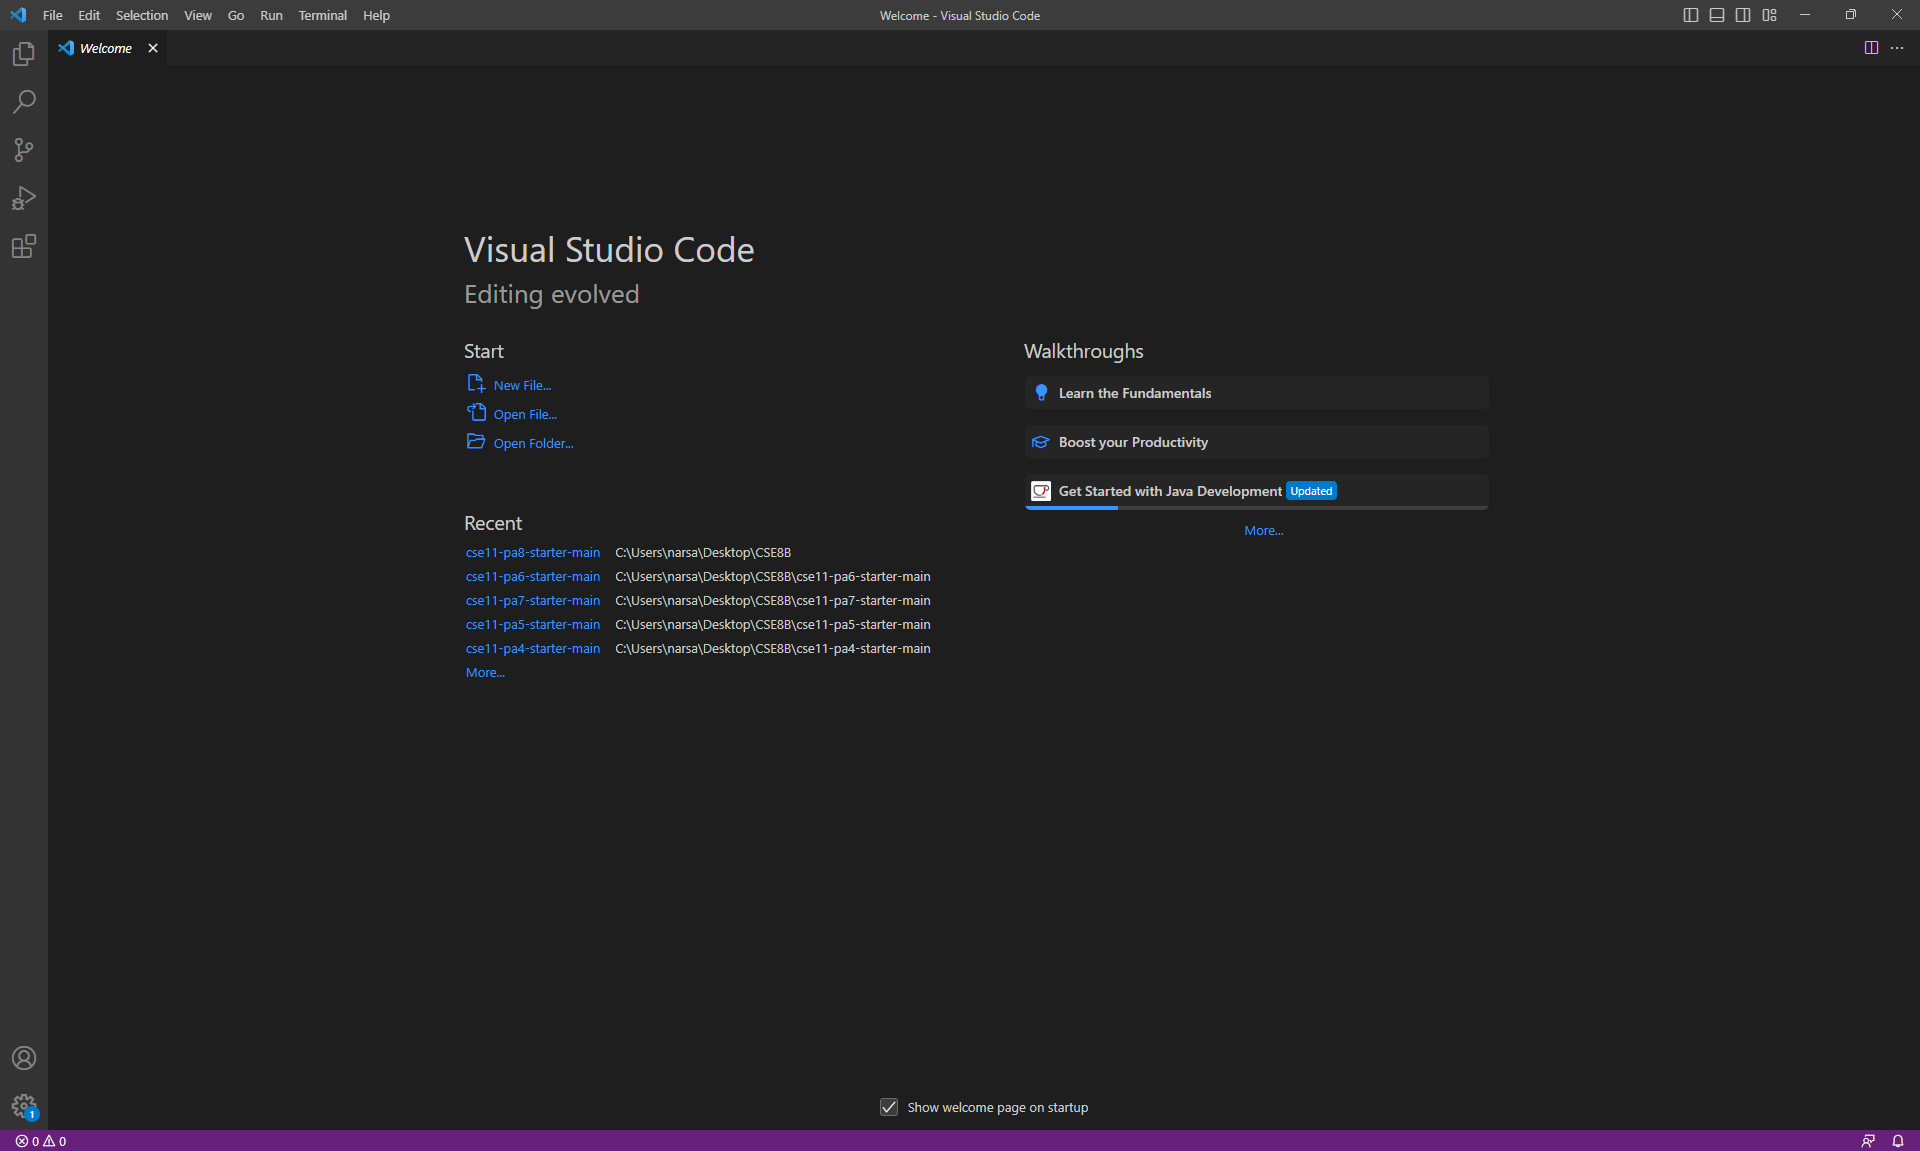 File Edit Selection View Go Run Terminal Help
Welcome - Visual Studio Code
Welcome
Visual Studio Code
Editing evolved
Start
New File...
Open File...
Open Folder...
Recent
cse11-pa8-starter-main C:\Users\narsa\Desktop\CSE8B
cse11-pa6-starter-main C:\Users\narsa\Desktop\CSE8B\cse11-pa6-starter-main
cse11-pa7-starter-main C:\Users\narsa\Desktop\CSE8B\cse11-pa7-starter-main
cse11-pa5-starter-main C:\Users\narsa\Desktop\CSE8B\cse11-pa5-starter-main
cse11-pa4-starter-main C:\Users\narsa\Desktop\CSE8B\cse11-pa4-starter-main
More...
Walkthroughs
Learn the Fundamentals
Boost your Productivity
Get Started with Java Development Updated
More...
Show welcome page on startup
1
0 0